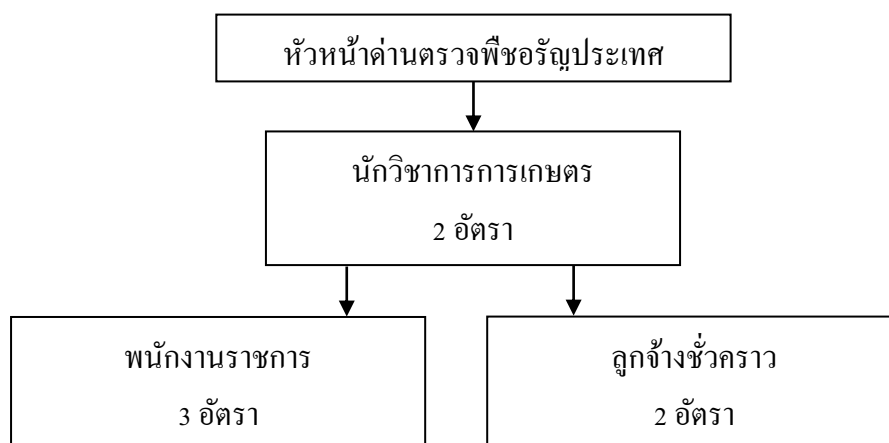 หัวหน้าด่านตรวจพืชอรัญประเทศ
นักวิชาการการเกษตร
2 อัตรา
พนักงานราชการ
3 อัตรา
ลูกจ้างชั่วคราว
2 อัตรา